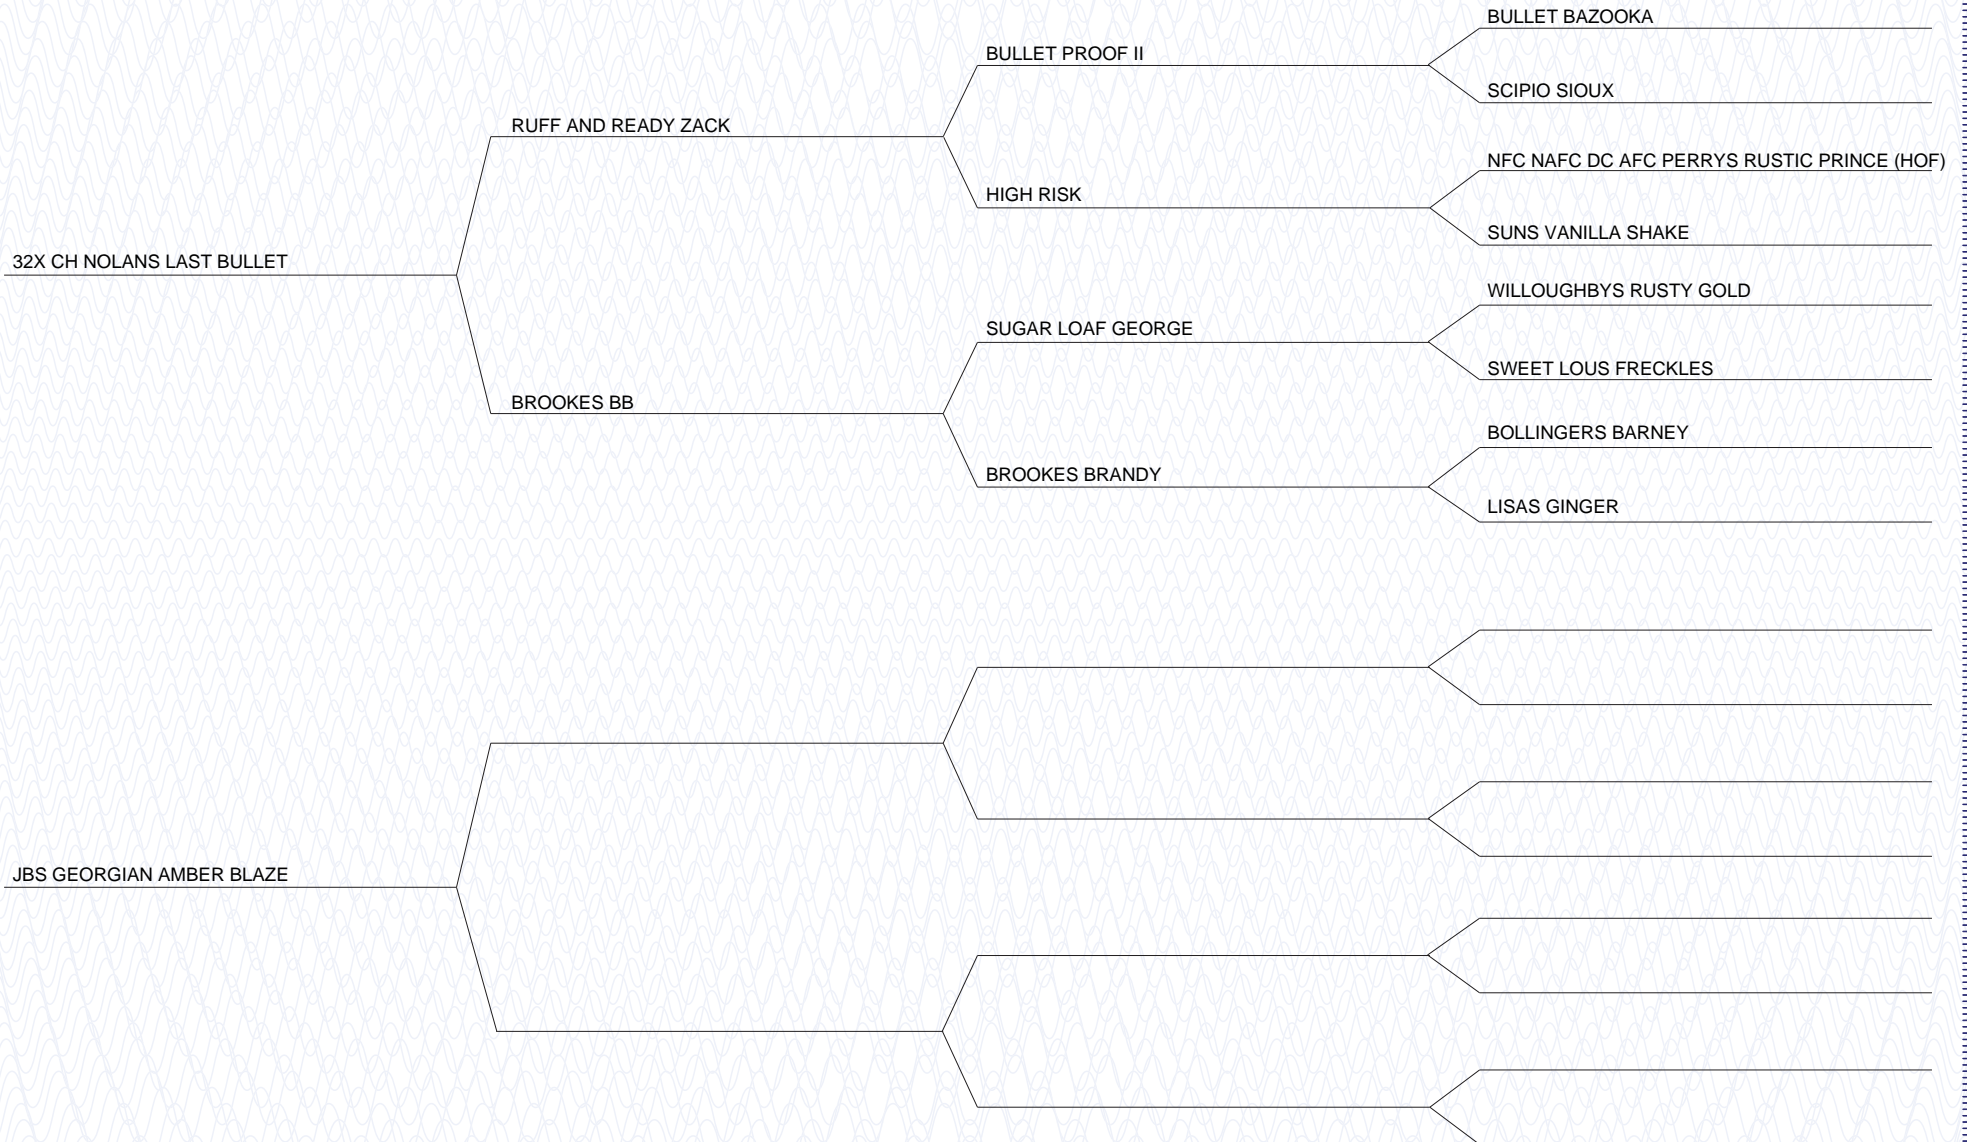 BULLET BAZOOKA
BULLET PROOF II
SCIPIO SIOUX
RUFF AND READY ZACK
NFC NAFC DC AFC PERRYS RUSTIC PRINCE (HOF)
HIGH RISK
SUNS VANILLA SHAKE
32X CH NOLANS LAST BULLET
WILLOUGHBYS RUSTY GOLD
SUGAR LOAF GEORGE
SWEET LOUS FRECKLES
BROOKES BB
BOLLINGERS BARNEY
BROOKES BRANDY
LISAS GINGER
JBS GEORGIAN AMBER BLAZE